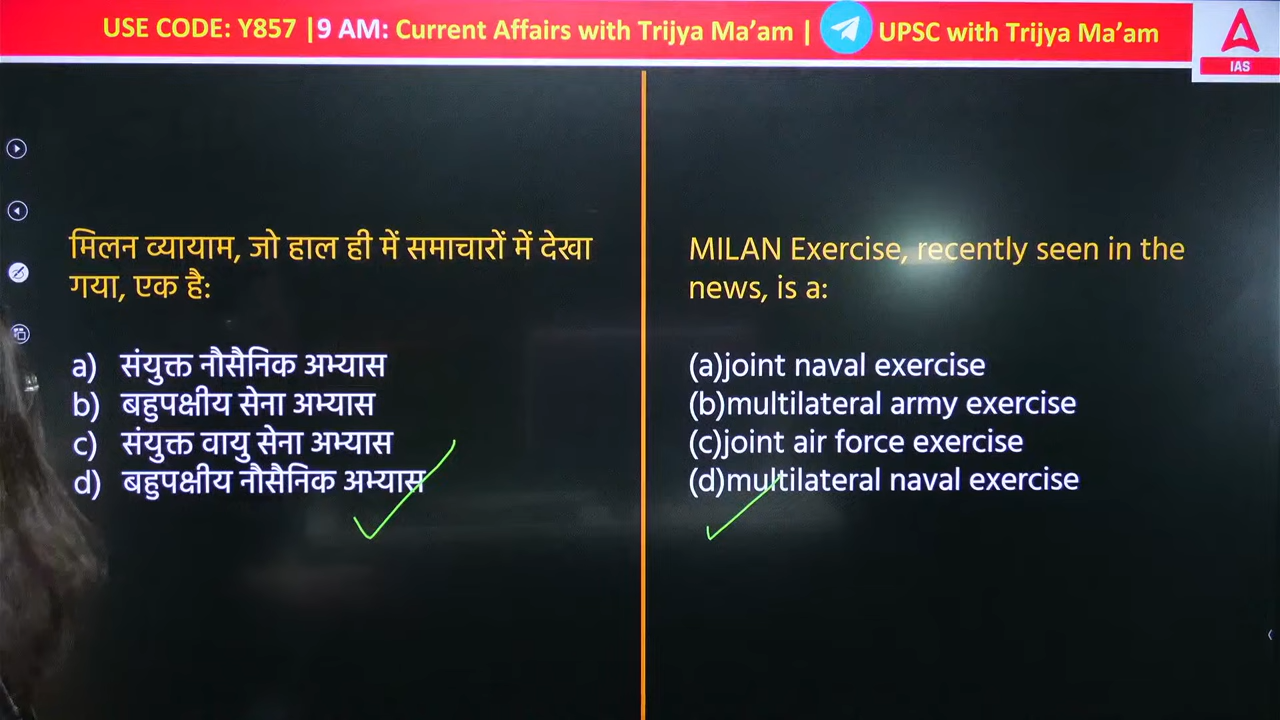 USE CODE: Y857 |9 AM: Current Affairs with Trijya Ma’am | UPSC with Trijya Ma’am
IAS
मिलन व्यायाम, जो हाल ही में समाचारों में देखा
गया, एक है:
a) संयुक्त नौसैनिक अभ्यास
b) बहुपक्षीय सेना अभ्यास
c) संयुक्त वायु सेना अभ्यास
d) बहुपक्षीय नौसैनिक अभ्यास
MILAN Exercise, recently seen in the
news, is a:
(a)joint naval exercise
(b)multilateral army exercise
(c)joint air force exercise
(d)multilateral naval exercise